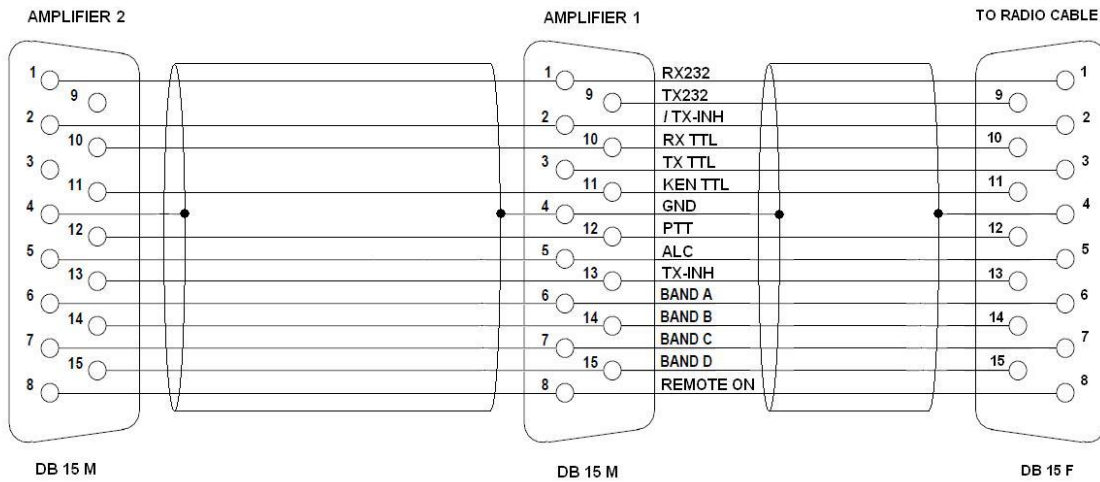 AMPLIFIER 2 AMPLIFIER 1 TO RADIO CABLE
1 1 RX232 1
9 9 TX232 9
2 2 / TX-INH 2
10 10 RX TTL 10
3 3 TX TTL 3
11 11 KEN TTL 11
4 4 GND 4
12 12 PTT 12
5 5 ALC 5
13 13 TX-INH 13
6 6 BAND A 6
14 14 BAND B 14
7 7 BAND C 7
15 15 BAND D 15
8 8 REMOTE ON 8
DB 15 M DB 15 M DB 15 F